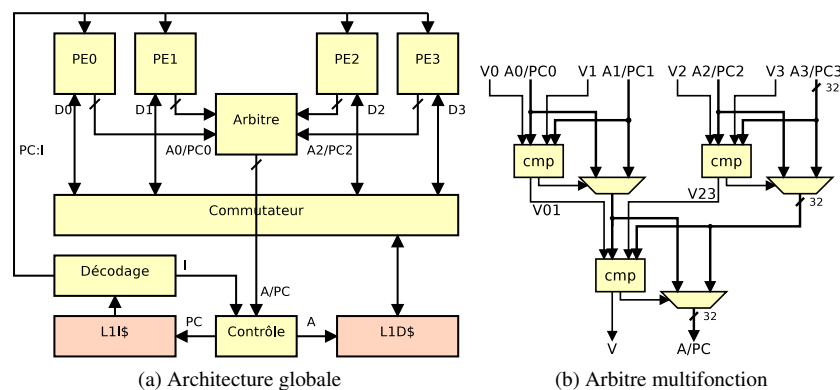 PE0
PE1
PE2
PE3
D0
D1
D2
D3
Arbitre
A0/PC0
A2/PC2
PC:I
Commutateur
Décodage
I
A/PC
L1I$
PC
Contrôle
A
L1D$
(a) Architecture globale
V0 A0/PC0
V1 A1/PC1
V2 A2/PC2
V3 A3/PC3
32
cmp
cmp
32
V01
V23
cmp
32
V
A/PC
(b) Arbitre multifonction